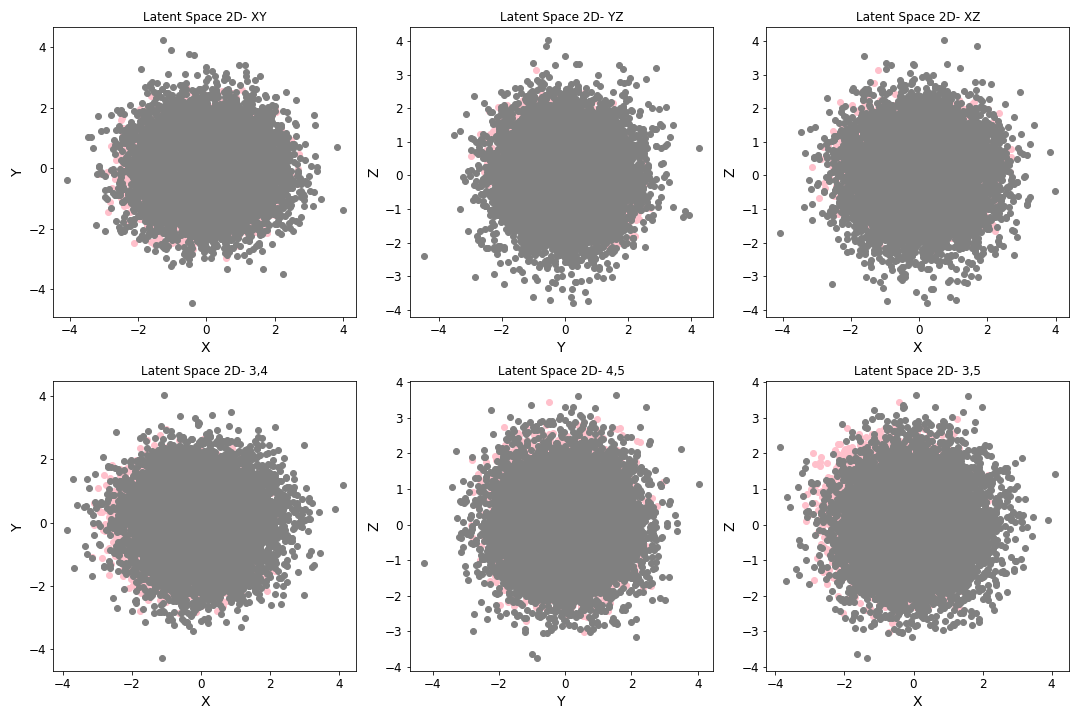 Latent Space 2D- XY
Latent Space 2D- YZ
Latent Space 2D- XZ
4
2
0
−2
−4
Y
−4 −2 0 2 4
X
4
3
2
1
0
−1
−2
−3
−4
Z
−4 −2 0 2 4
Y
4
3
2
1
0
−1
−2
−3
−4
Z
−4 −2 0 2 4
X
Latent Space 2D- 3,4
Latent Space 2D- 4,5
Latent Space 2D- 3,5
4
2
0
−2
−4
Y
−4 −2 0 2 4
X
4
3
2
1
0
−1
−2
−3
−4
Z
−4 −2 0 2 4
Y
4
3
2
1
0
−1
−2
−3
−4
Z
−4 −2 0 2 4
X